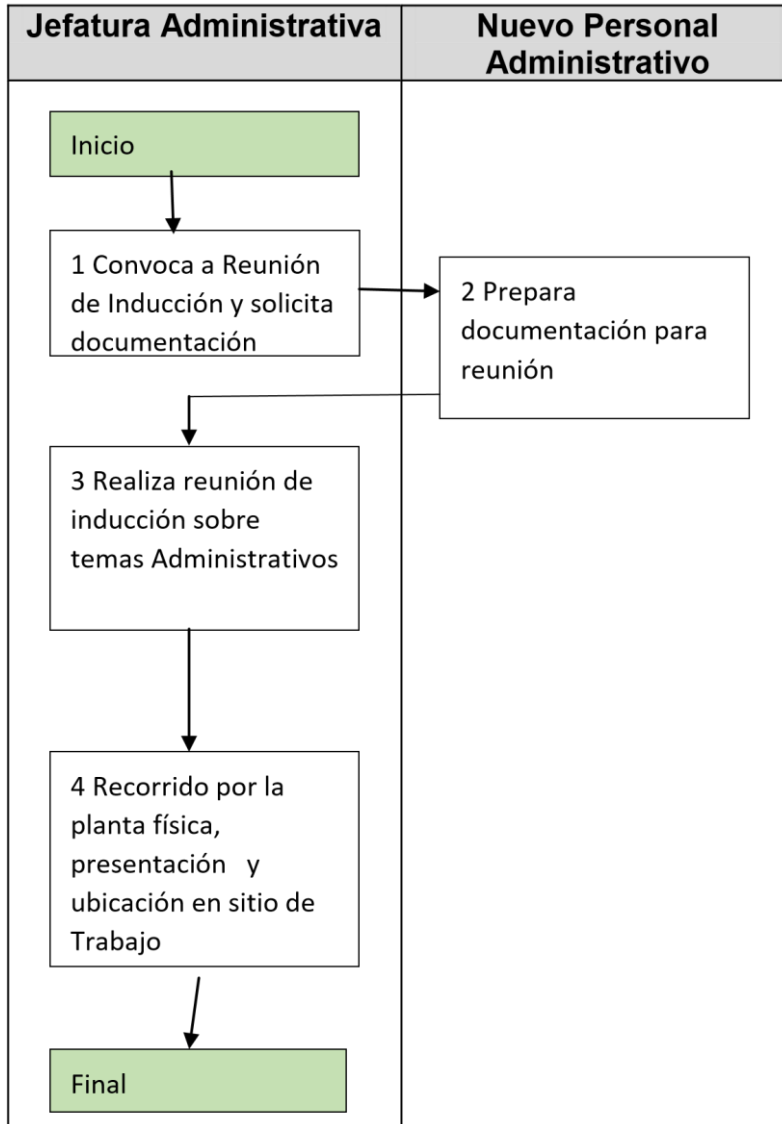 Jefatura Administrativa
Nuevo Personal
Administrativo
Inicio
1 Convoca a Reunión
de Inducción y solicita
documentación
2 Prepara
documentación para
reunión
3 Realiza reunión de
inducción sobre
temas Administrativos
4 Recorrido por la
planta física,
presentación y
ubicación en sitio de
Trabajo
Final